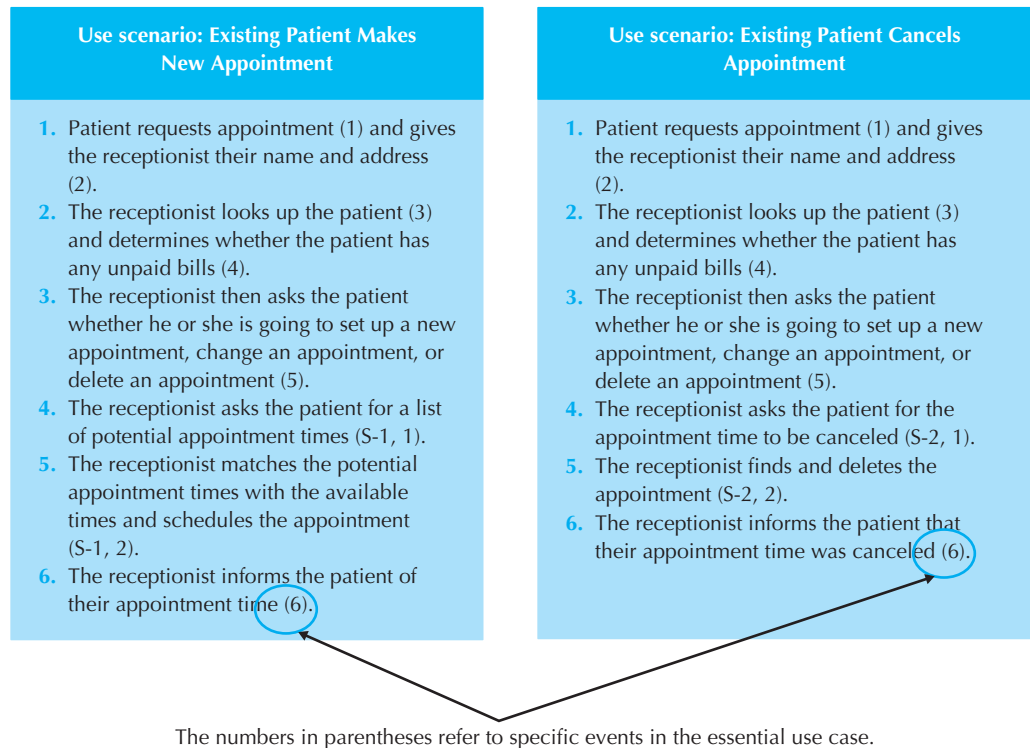 Use scenario: Existing Patient Makes
New Appointment
1. Patient requests appointment (1) and gives
the receptionist their name and address
(2).
2. The receptionist looks up the patient (3)
and determines whether the patient has
any unpaid bills (4).
3. The receptionist then asks the patient
whether he or she is going to set up a new
appointment, change an appointment, or
delete an appointment (5).
4. The receptionist asks the patient for a list
of potential appointment times (S-1, 1).
5. The receptionist matches the potential
appointment times with the available
times and schedules the appointment
(S-1, 2).
6. The receptionist informs the patient of
their appointment time (6).
Use scenario: Existing Patient Cancels
Appointment
1. Patient requests appointment (1) and gives
the receptionist their name and address
(2).
2. The receptionist looks up the patient (3)
and determines whether the patient has
any unpaid bills (4).
3. The receptionist then asks the patient
whether he or she is going to set up a new
appointment, change an appointment, or
delete an appointment (5).
4. The receptionist asks the patient for the
appointment time to be canceled (S-2, 1).
5. The receptionist finds and deletes the
appointment (S-2, 2).
6. The receptionist informs the patient that
their appointment time was canceled (6).
The numbers in parentheses refer to specific events in the essential use case.